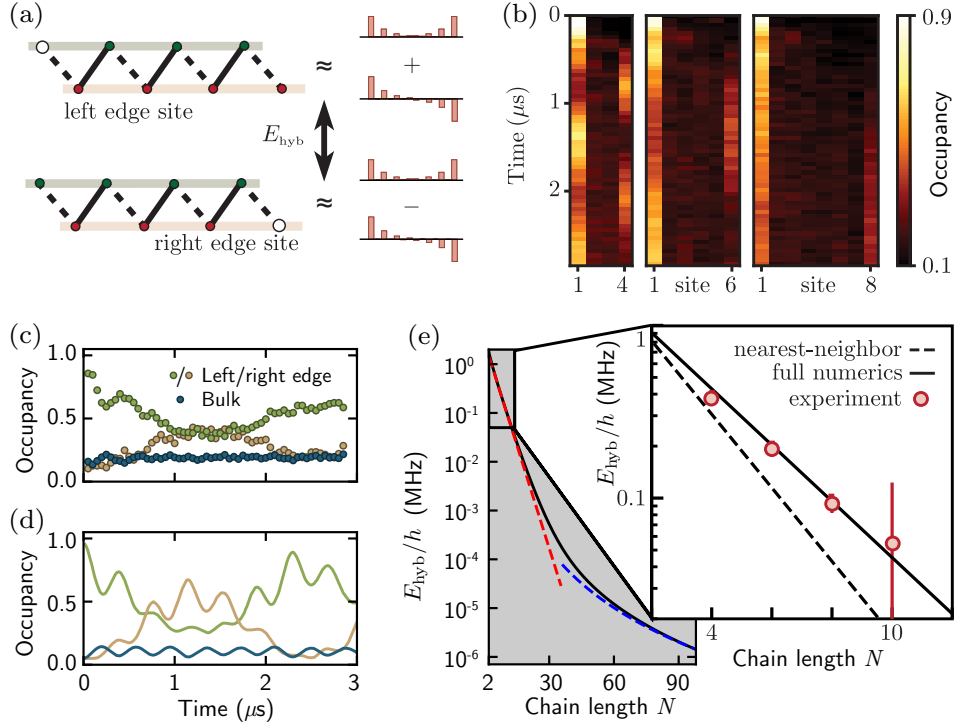 (a)
≈
+
left edge site
E_hyb
≈
−
right edge site
(b)
0
1
2
Time (μs)
1
4
1
site
6
1
site
8
0.9
0.1
Occupancy
(c)
1.0
0.5
0.0
Occupancy
/ Left/right edge
Bulk
(d)
1.0
0.5
0.0
Occupancy
0
1
2
3
Time (μs)
(e)
10^0
10^-1
10^-2
10^-3
10^-4
10^-5
10^-6
E_hyb/h (MHz)
2
30
60
90
Chain length N
1
0.1
E_hyb/h (MHz)
nearest-neighbor
full numerics
experiment
4
10
Chain length N